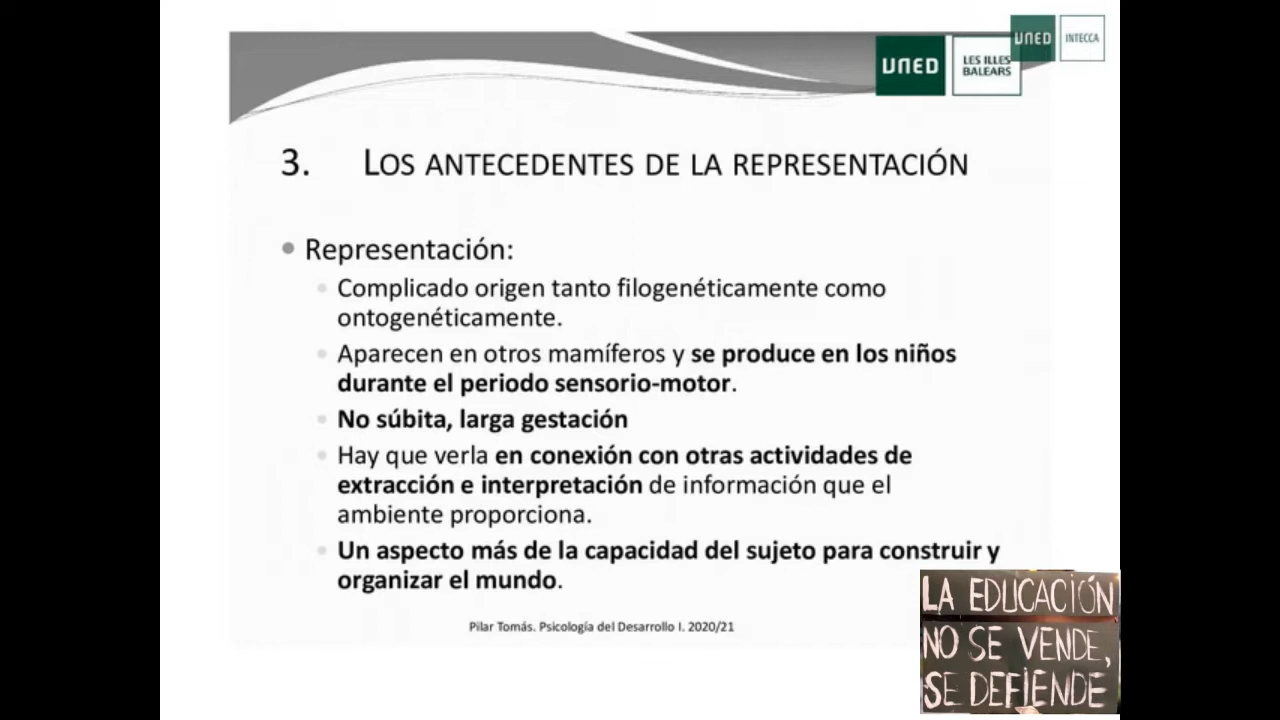 UNED
INTECCA
UNED
LES ILLES
BALEARS
3. LOS ANTECEDENTES DE LA REPRESENTACIÓN
• Representación:
• Complicado origen tanto filogenéticamente como
ontogenéticamente.
• Aparecen en otros mamíferos y se produce en los niños
durante el periodo sensorio-motor.
• No súbita, larga gestación
• Hay que verla en conexión con otras actividades de
extracción e interpretación de información que el
ambiente proporciona.
• Un aspecto más de la capacidad del sujeto para construir y
organizar el mundo.
Pilar Tomás. Psicología del Desarrollo I. 2020/21
LA EDUCACIÓN
NO SE VENDE,
SE DEFIENDE